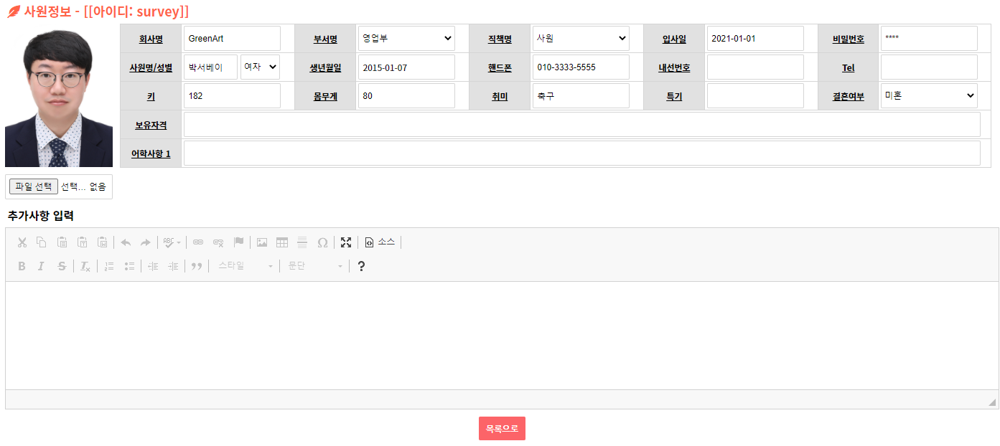 사원정보 - [[아이디: survey]]
회사명 GreenArt 부서명 영업부 직책명 사원 입사일 2021-01-01 비밀번호 ****
사원명/성별 박서베이 여자 생년월일 2015-01-07 핸드폰 010-3333-5555 내선번호 Tel
키 182 몸무게 80 취미 축구 특기 결혼여부 미혼
보유자격
어학사항 1
파일 선택 선택... 없음
추가사항 입력
ABC Ω 소스
B I S Tx 스타일 문단 ?
목록으로